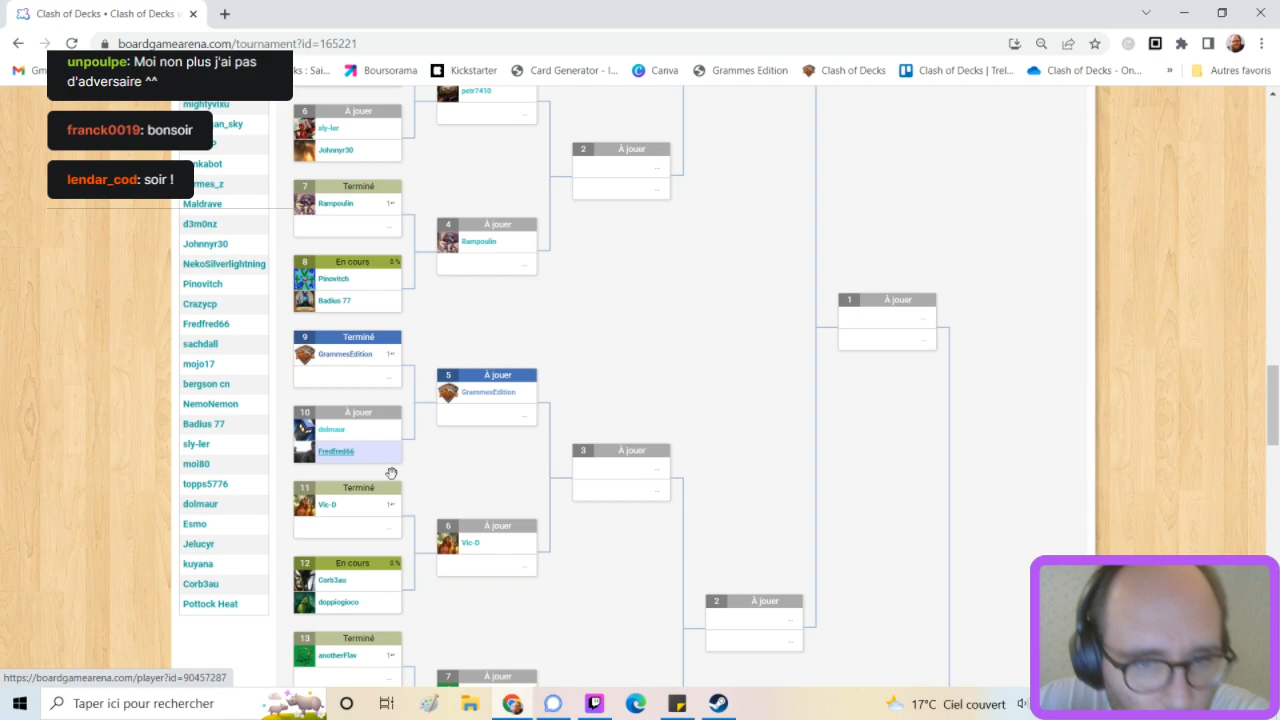 Clash of Decks • Clash of Decks •
boardgamearena.com/tournament?id=165221
Boursorama
Kickstarter
Card Generator - I...
Canva
Grammes Edition
Clash of Decks
Clash of Decks | Trel...
Clash of Decks - On...
»
Autres favoris
unpoulpe: Moi non plus j'ai pas
d'adversaire ^^
franck0019: bonsoir
lendar_cod: soir !
mightyvixu
Maldrave
d3m0nz
Johnnyr30
NekoSilverlightning
Pinovitch
Crazycp
Fredfred66
sachdall
mojo17
bergson cn
NemoNemon
Badius 77
sly-ler
moi80
topps5776
dolmaur
Esmo
Jelucyr
kuyana
Corb3au
Pottock Heat
6 À jouer
sly-ler
Johnnyr30
7 Terminé
Rampoulin
...
8 En cours 0 %
Pinovitch
Badius 77
9 Terminé
GrammesEdition
...
10 À jouer
dolmaur
Fredfred66
11 Terminé
Vic-D
...
12 En cours 0 %
Corb3au
doppiogioco
13 Terminé
anotherFlav
...
petr7410
...
4 À jouer
Rampoulin
...
5 À jouer
GrammesEdition
...
6 À jouer
Vic-D
...
7 À jouer
2 À jouer
...
...
3 À jouer
...
...
2 À jouer
...
...
1 À jouer
...
...
https://boardgamearena.com/player?id=90457287
Taper ici pour rechercher
17°C Ciel couvert